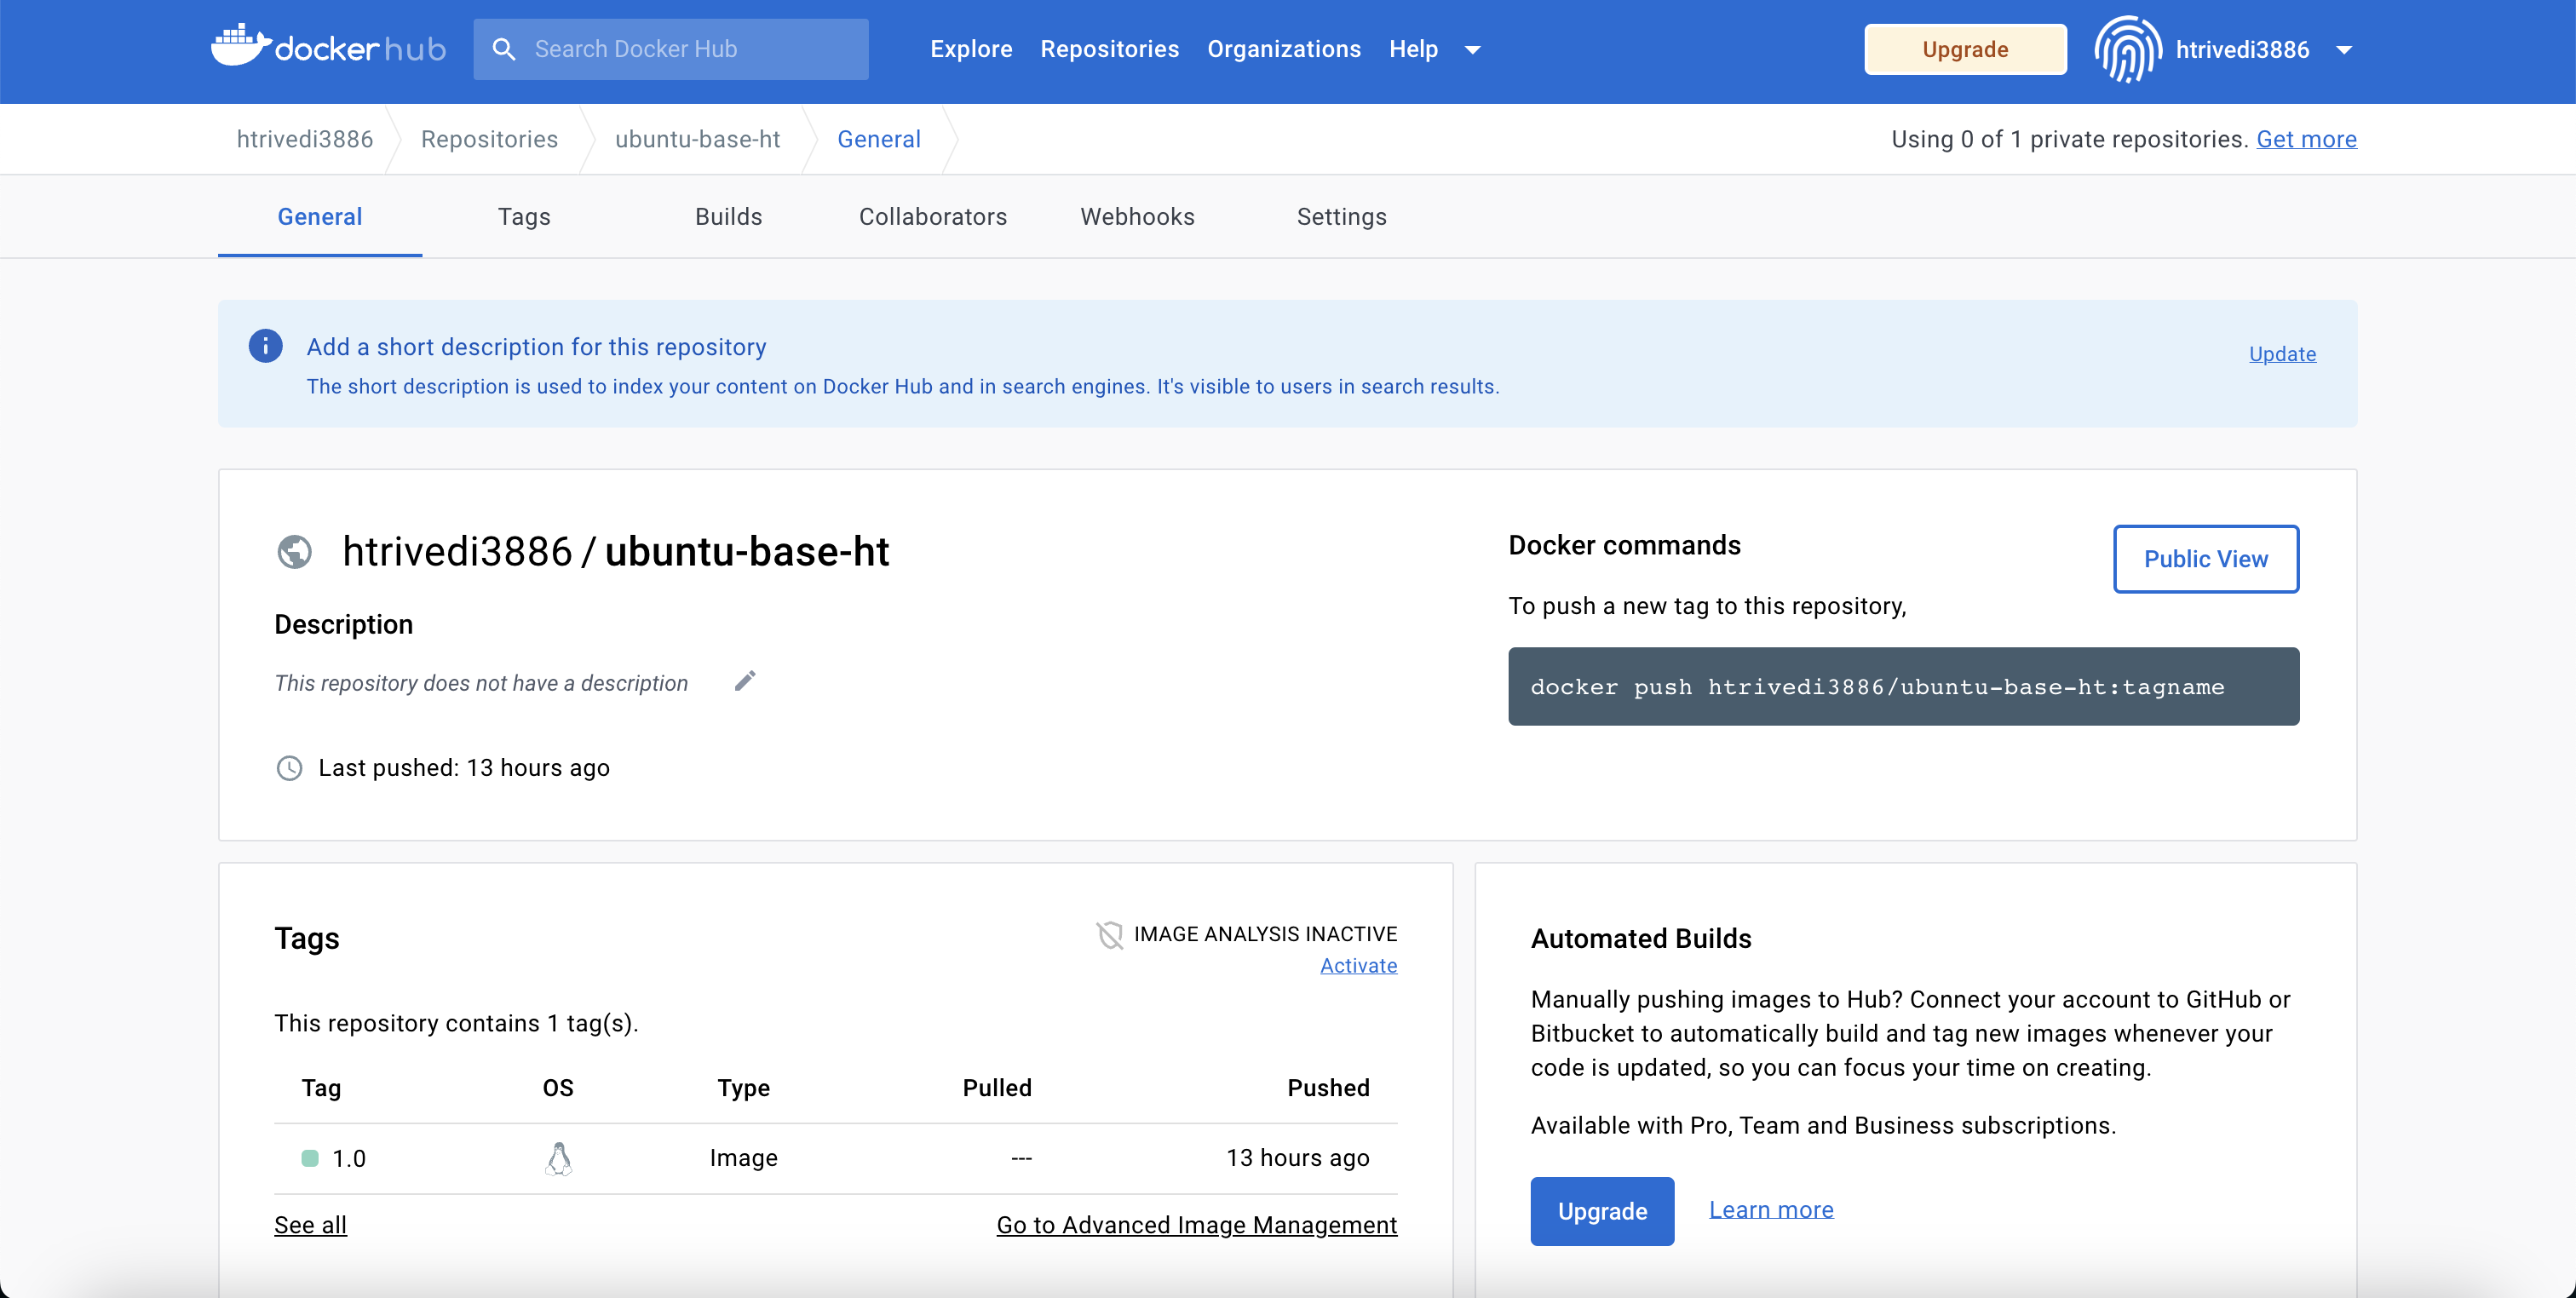 dockerhub
Search Docker Hub
Explore
Repositories
Organizations
Help
Upgrade
htrivedi3886
htrivedi3886
Repositories
ubuntu-base-ht
General
Using 0 of 1 private repositories. Get more
General
Tags
Builds
Collaborators
Webhooks
Settings
Add a short description for this repository
The short description is used to index your content on Docker Hub and in search engines. It's visible to users in search results.
Update
htrivedi3886 / ubuntu-base-ht
Description
This repository does not have a description
Last pushed: 13 hours ago
Docker commands
Public View
To push a new tag to this repository,
docker push htrivedi3886/ubuntu-base-ht:tagname
Tags
IMAGE ANALYSIS INACTIVE
Activate
This repository contains 1 tag(s).
Tag OS Type Pulled Pushed
1.0 Image --- 13 hours ago
See all
Go to Advanced Image Management
Automated Builds
Manually pushing images to Hub? Connect your account to GitHub or
Bitbucket to automatically build and tag new images whenever your
code is updated, so you can focus your time on creating.
Available with Pro, Team and Business subscriptions.
Upgrade
Learn more